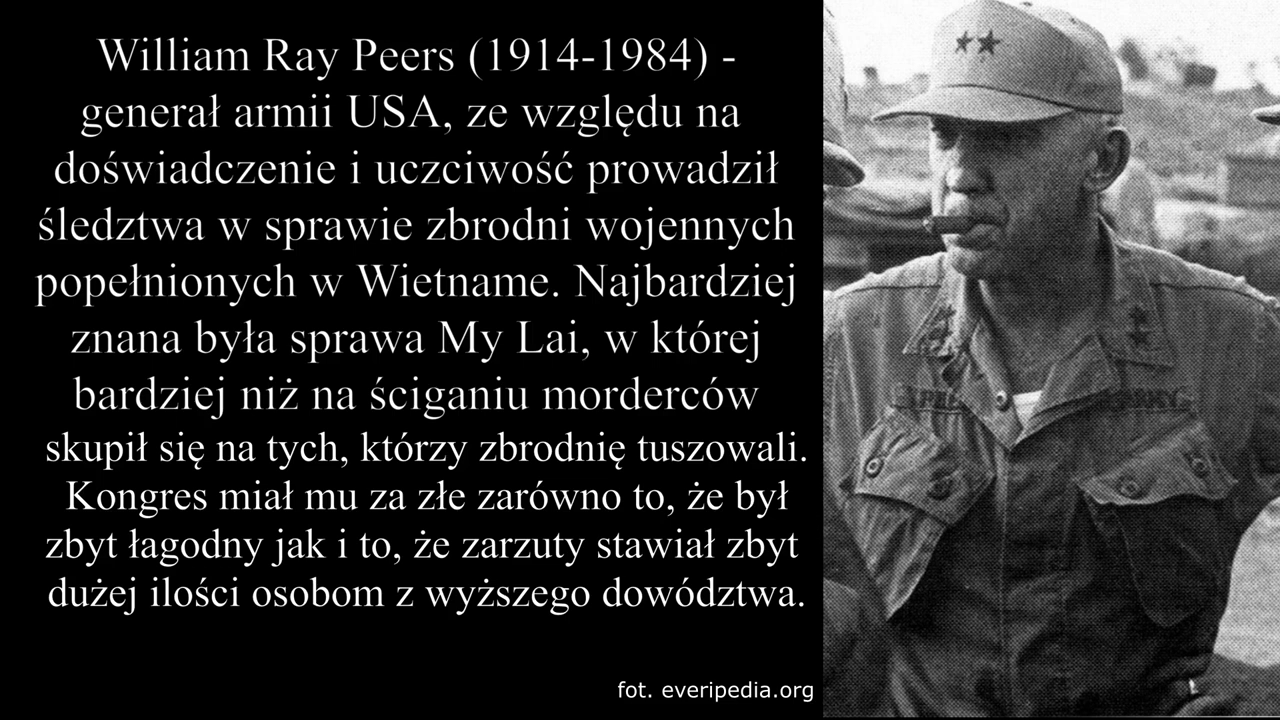 William Ray Peers (1914-1984) -
generał armii USA, ze względu na
doświadczenie i uczciwość prowadził
śledztwa w sprawie zbrodni wojennych
popełnionych w Wietname. Najbardziej
znana była sprawa My Lai, w której
bardziej niż na ściganiu morderców
skupił się na tych, którzy zbrodnię tuszowali.
Kongres miał mu za złe zarówno to, że był
zbyt łagodny jak i to, że zarzuty stawiał zbyt
dużej ilości osobom z wyższego dowództwa.
fot. everipedia.org